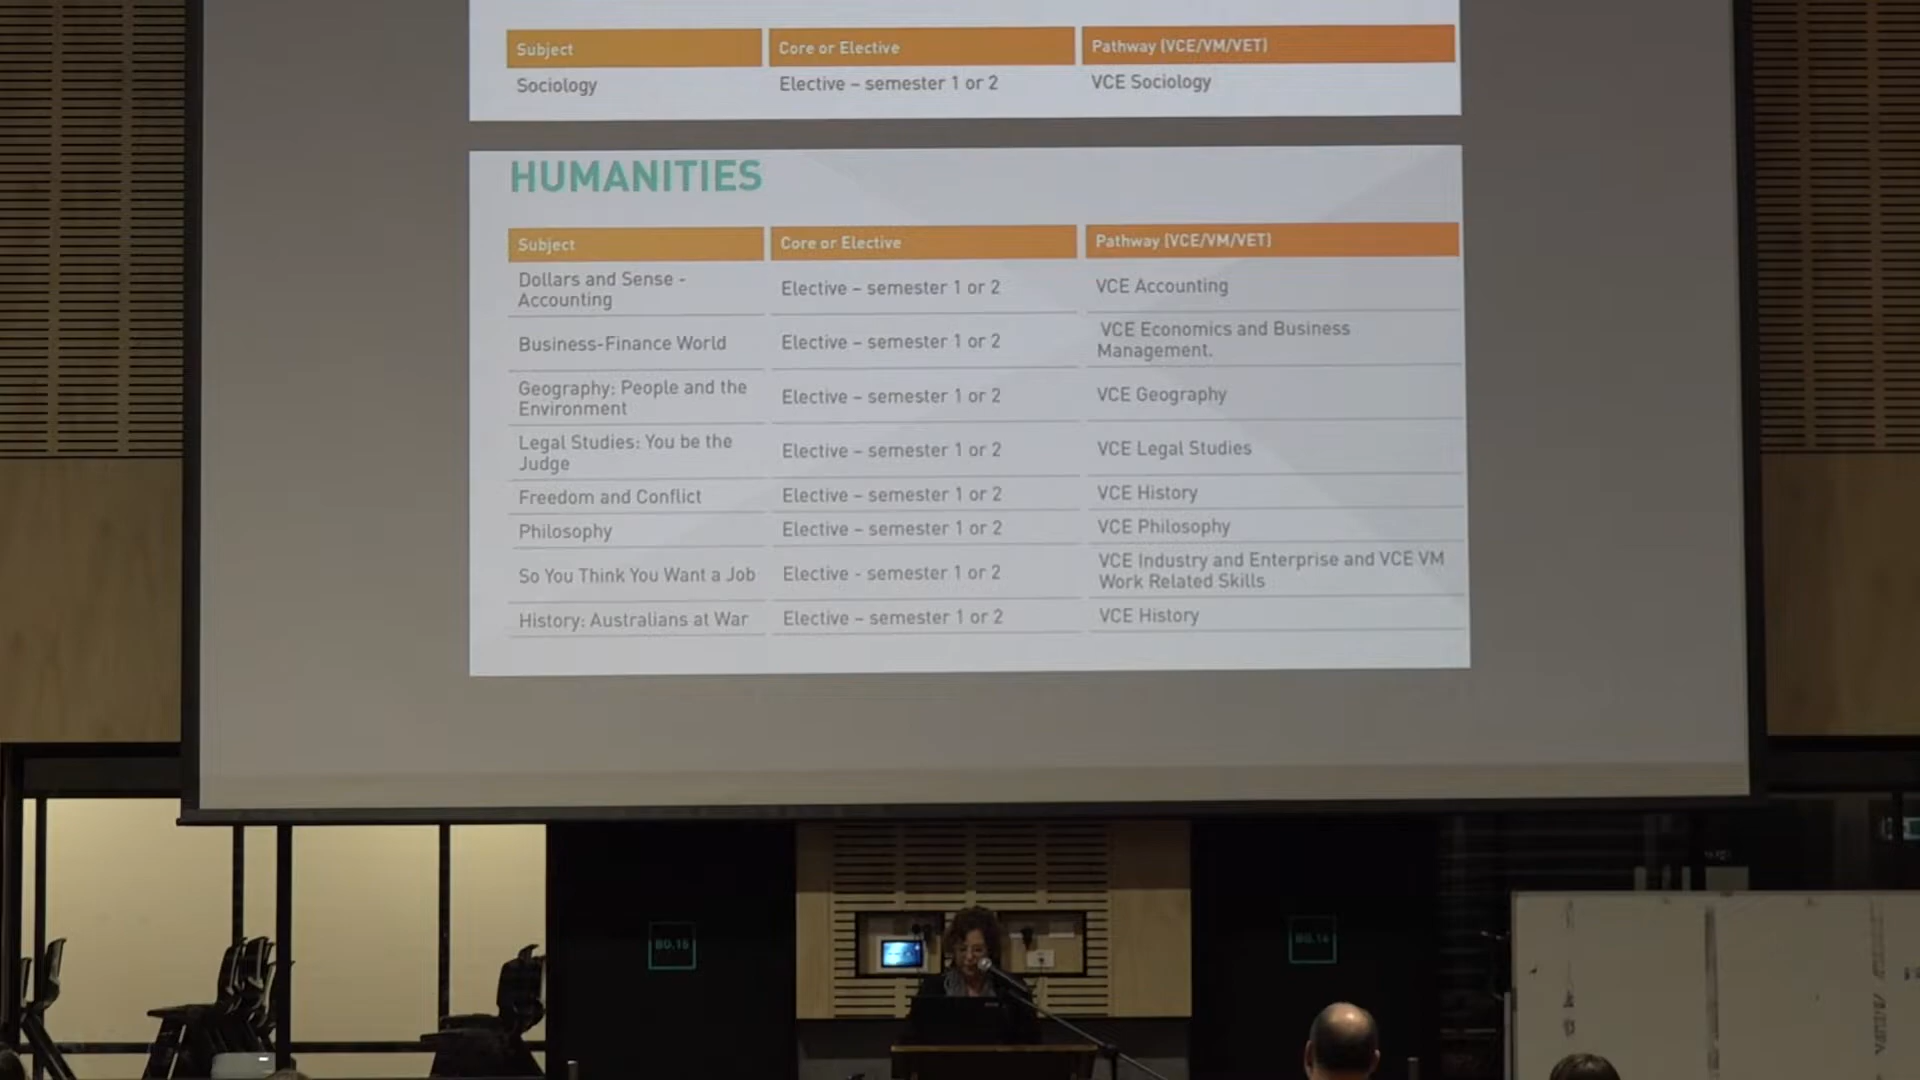 Subject Core or Elective Pathway (VCE/VM/VET)
Sociology Elective – semester 1 or 2 VCE Sociology
HUMANITIES
Subject Core or Elective Pathway (VCE/VM/VET)
Dollars and Sense -
Accounting
Elective – semester 1 or 2
VCE Accounting
Business-Finance World
Elective – semester 1 or 2
VCE Economics and Business
Management.
Geography: People and the
Environment
Elective – semester 1 or 2
VCE Geography
Legal Studies: You be the
Judge
Elective – semester 1 or 2
VCE Legal Studies
Freedom and Conflict Elective – semester 1 or 2 VCE History
Philosophy Elective – semester 1 or 2 VCE Philosophy
So You Think You Want a Job
Elective - semester 1 or 2
VCE Industry and Enterprise and VCE VM
Work Related Skills
History: Australians at War Elective – semester 1 or 2 VCE History